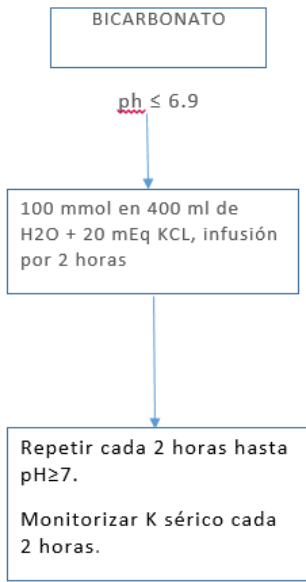 BICARBONATO
ph ≤ 6.9
100 mmol en 400 ml de
H2O + 20 mEq KCL, infusión
por 2 horas
Repetir cada 2 horas hasta
pH≥7.
Monitorizar K sérico cada
2 horas.